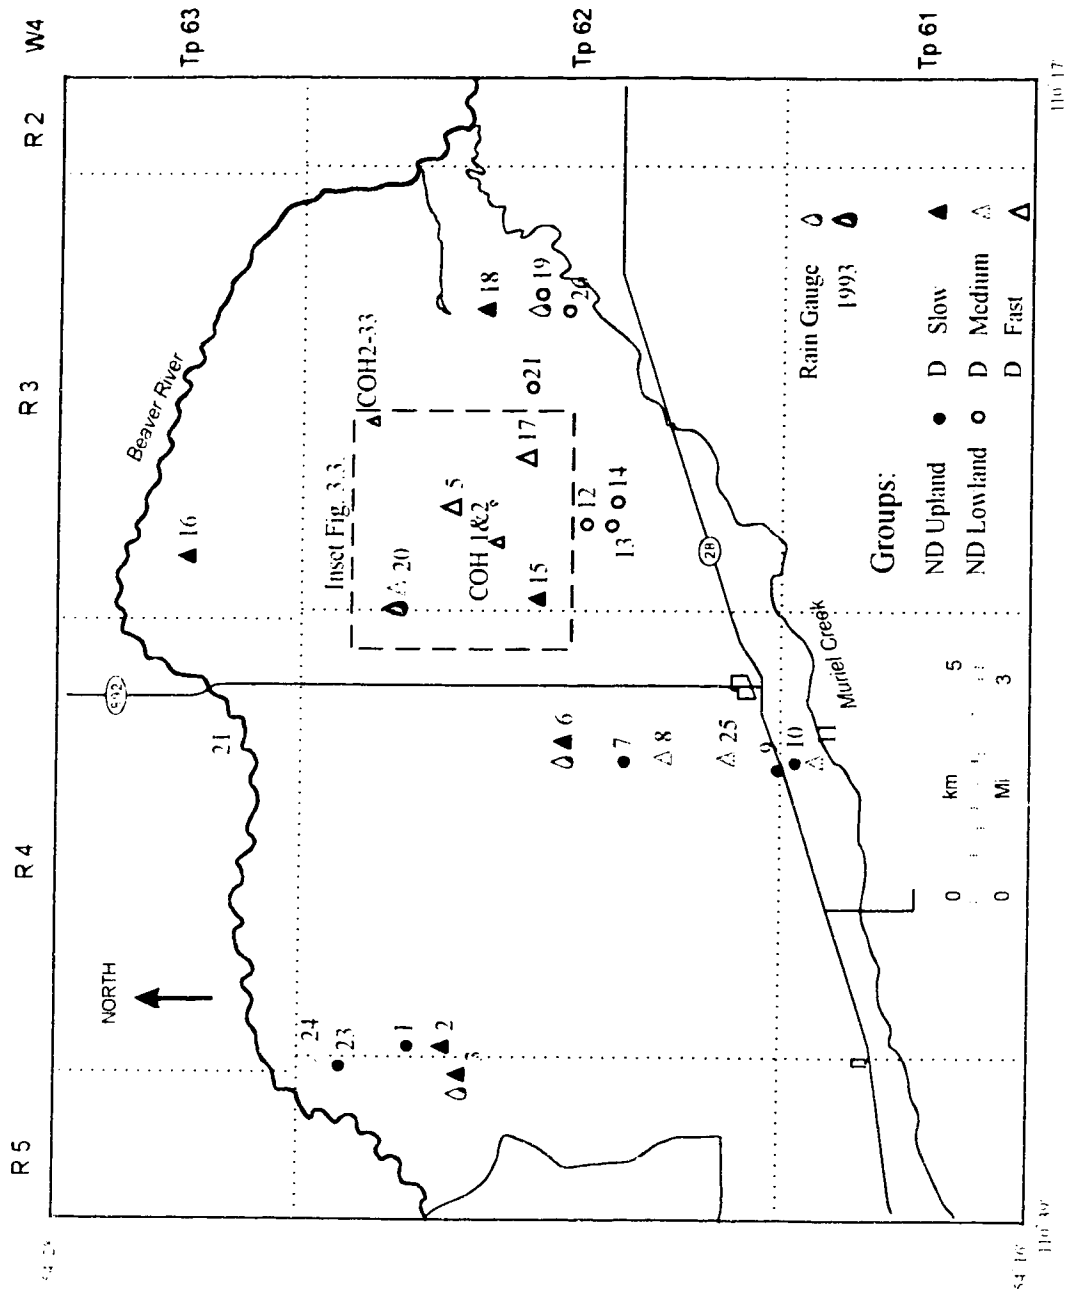 R 5
R 4
R 3
R 2
W4
Tp 63
Tp 62
Tp 61
NORTH
Beaver River
16
21
24
23
1
2
Inset Fig. 3.3.
COH2-33
20
5
COH 1&2
17
15
18
19
21
12
13
14
6
7
8
25
9
10
11
28
Muriel Creek
0 km 5
0 Mi 3
Rain Gauge
1993
Groups:
ND Upland D Slow
ND Lowland D Medium
D Fast
110° 17'